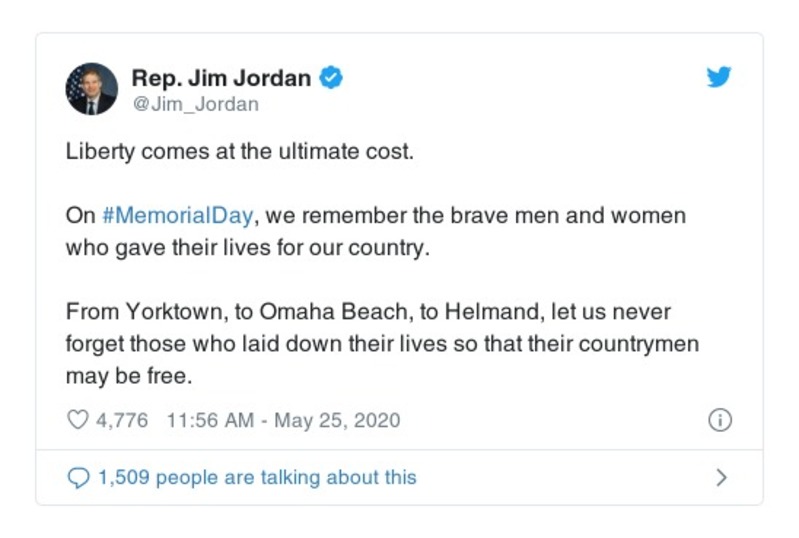 Rep. Jim Jordan
@Jim_Jordan
Liberty comes at the ultimate cost.
On #MemorialDay, we remember the brave men and women
who gave their lives for our country.
From Yorktown, to Omaha Beach, to Helmand, let us never
forget those who laid down their lives so that their countrymen
may be free.
4,776 11:56 AM - May 25, 2020
1,509 people are talking about this